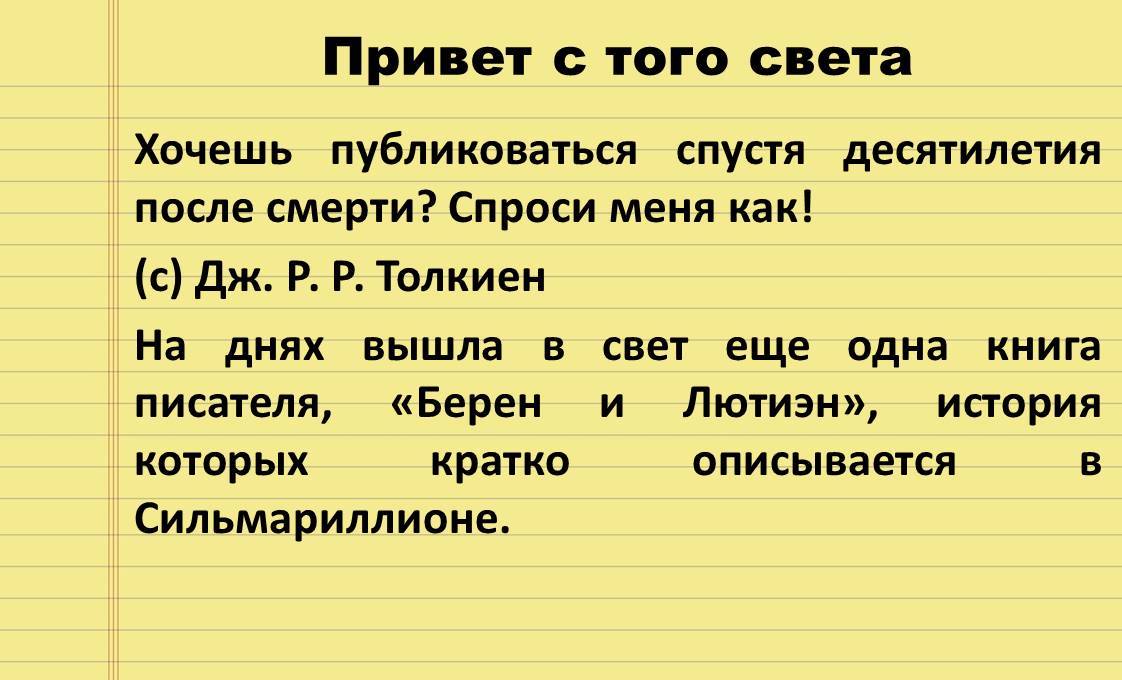 Привет с того света
Хочешь публиковаться спустя десятилетия
после смерти? Спроси меня как!
(с) Дж. Р. Р. Толкиен
На днях вышла в свет еще одна книга
писателя, «Берен и Лютиэн», история
которых кратко описывается в
Сильмариллионе.